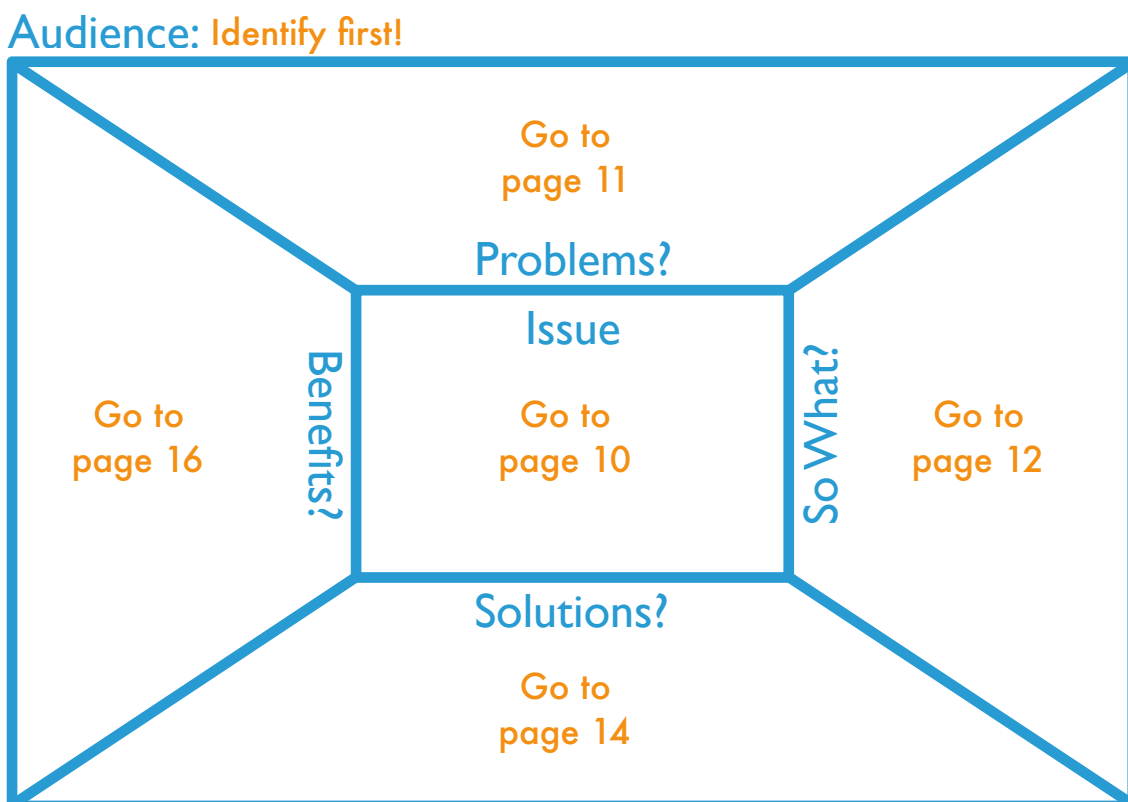 Audience: Identify first!
Go to
page 11
Problems?
Issue
Benefits?
Go to
page 16
Go to
page 10
So What?
Go to
page 12
Solutions?
Go to
page 14